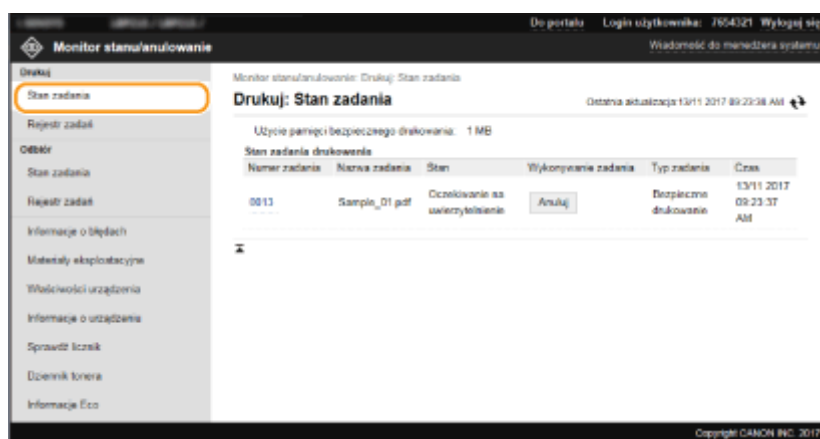 Do portalu Login użytkownika: 7654321 Wyloguj się
Monitor stanu/anulowanie
Wiadomość do menedżera systemu
Drukuj
Stan zadania
Rejestr zadań
Odbiór
Stan zadania
Rejestr zadań
Informacje o błędach
Materiały eksploatacyjne
Właściwości urządzenia
Informacje o urządzeniu
Sprawdź licznik
Dziennik tonera
Informacje Eco
Monitor stanu/anulowanie: Drukuj: Stan zadania
Drukuj: Stan zadania
Ostatnia aktualizacja:13/11 2017 09:23:38 AM
Użycie pamięci bezpiecznego drukowania: 1 MB
Stan zadania drukowania
Numer zadania Nazwa zadania Stan Wykonywanie zadania Typ zadania Czas
0013 Sample_01.pdf Oczekiwanie na uwierzytelnienie Anuluj Bezpieczne drukowanie 13/11 2017 09:23:37 AM
Copyright CANON INC. 2017